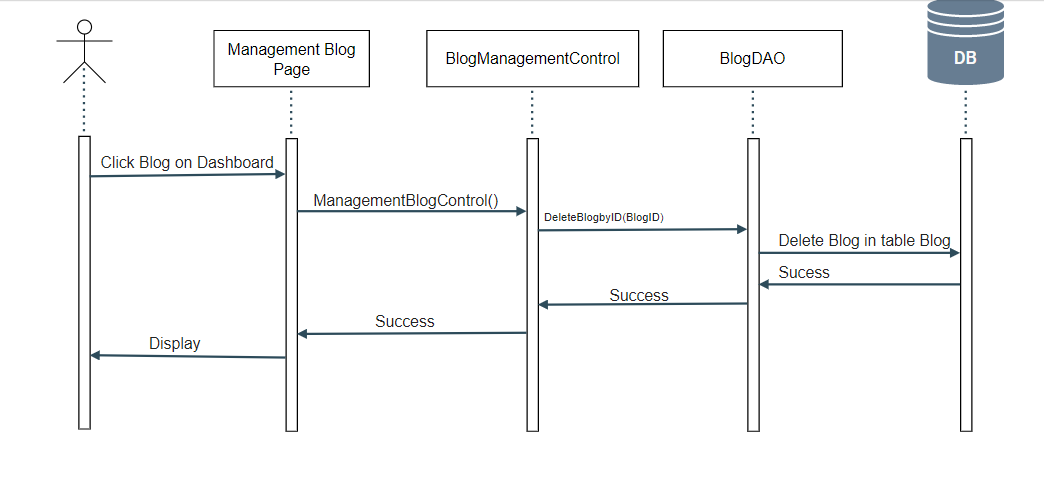 Management Blog
Page
BlogManagementControl
BlogDAO
DB
Click Blog on Dashboard
ManagementBlogControl()
DeleteBlogbyID(BlogID)
Delete Blog in table Blog
Sucess
Success
Success
Display